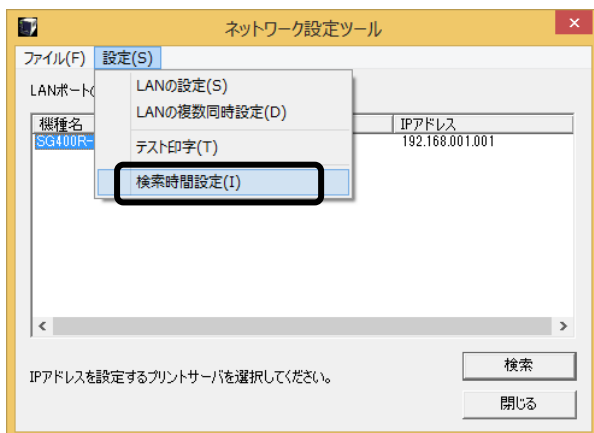 ネットワーク設定ツール
ファイル(F) 設定(S)
LANポートの
LANの設定(S)
LANの複数同時設定(D)
テスト印字(T)
検索時間設定(I)
機種名 IPアドレス
SG400R- 192.168.001.001
IPアドレスを設定するプリントサーバを選択してください。
検索
閉じる